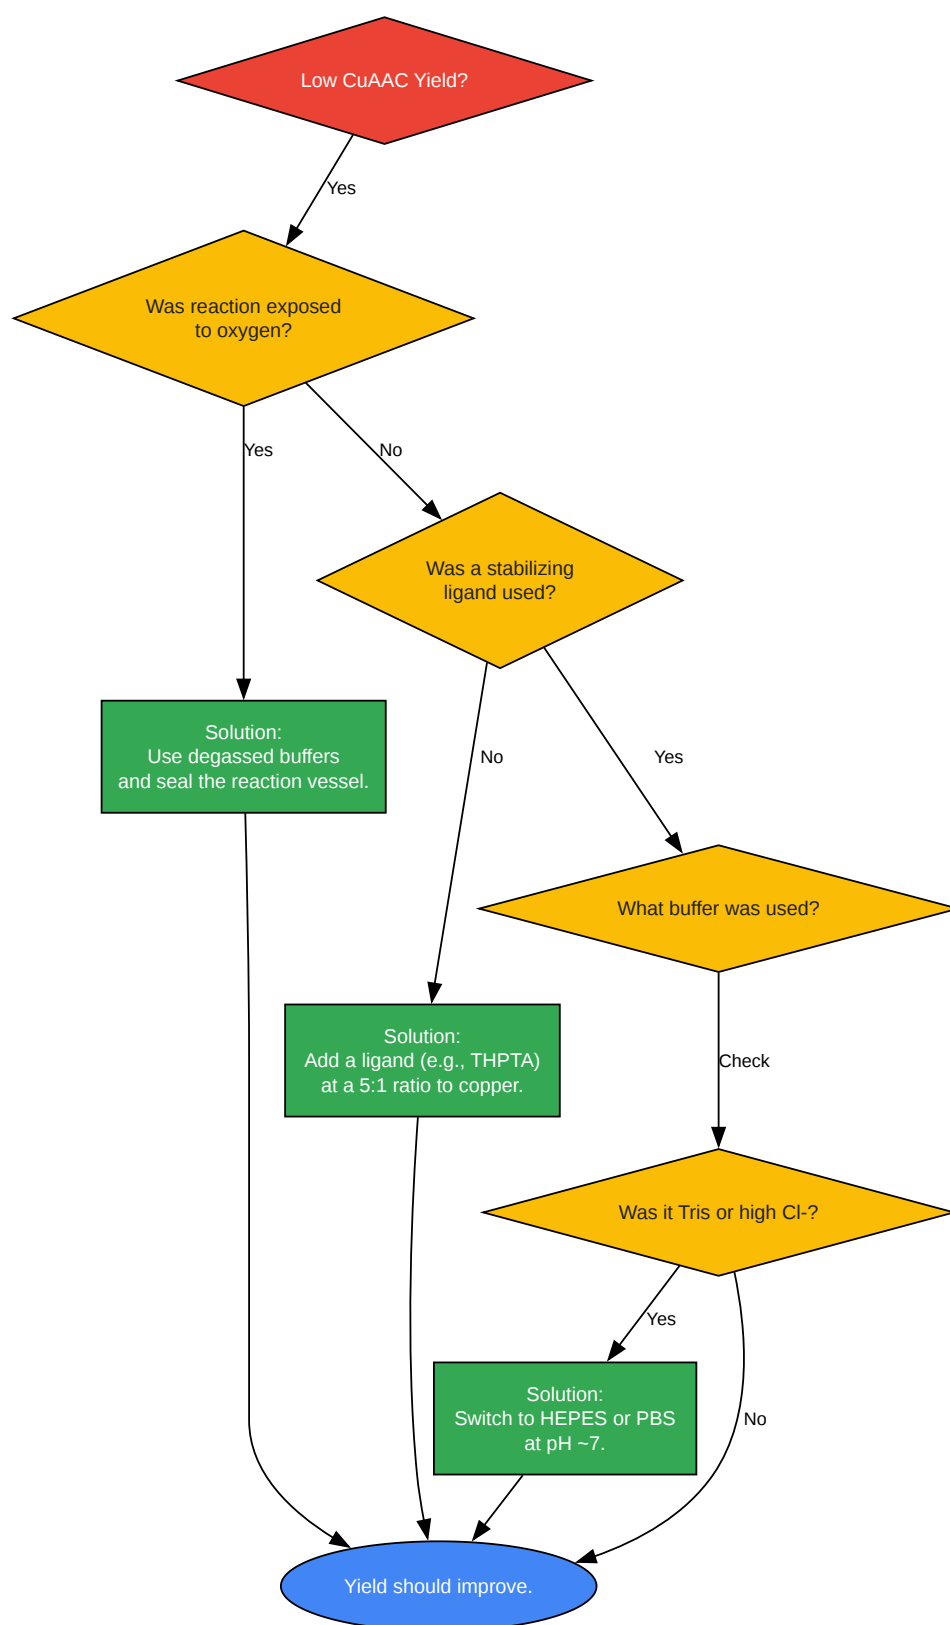 Low CuAAC Yield?
Yes
Was reaction exposed
to oxygen?
Yes
No
Was a stabilizing
ligand used?
Solution:
Use degassed buffers
and seal the reaction vessel.
No
Yes
What buffer was used?
Solution:
Add a ligand (e.g., THPTA)
at a 5:1 ratio to copper.
Check
Was it Tris or high Cl-?
Yes
Solution:
Switch to HEPES or PBS
at pH ~7.
No
Yield should improve.